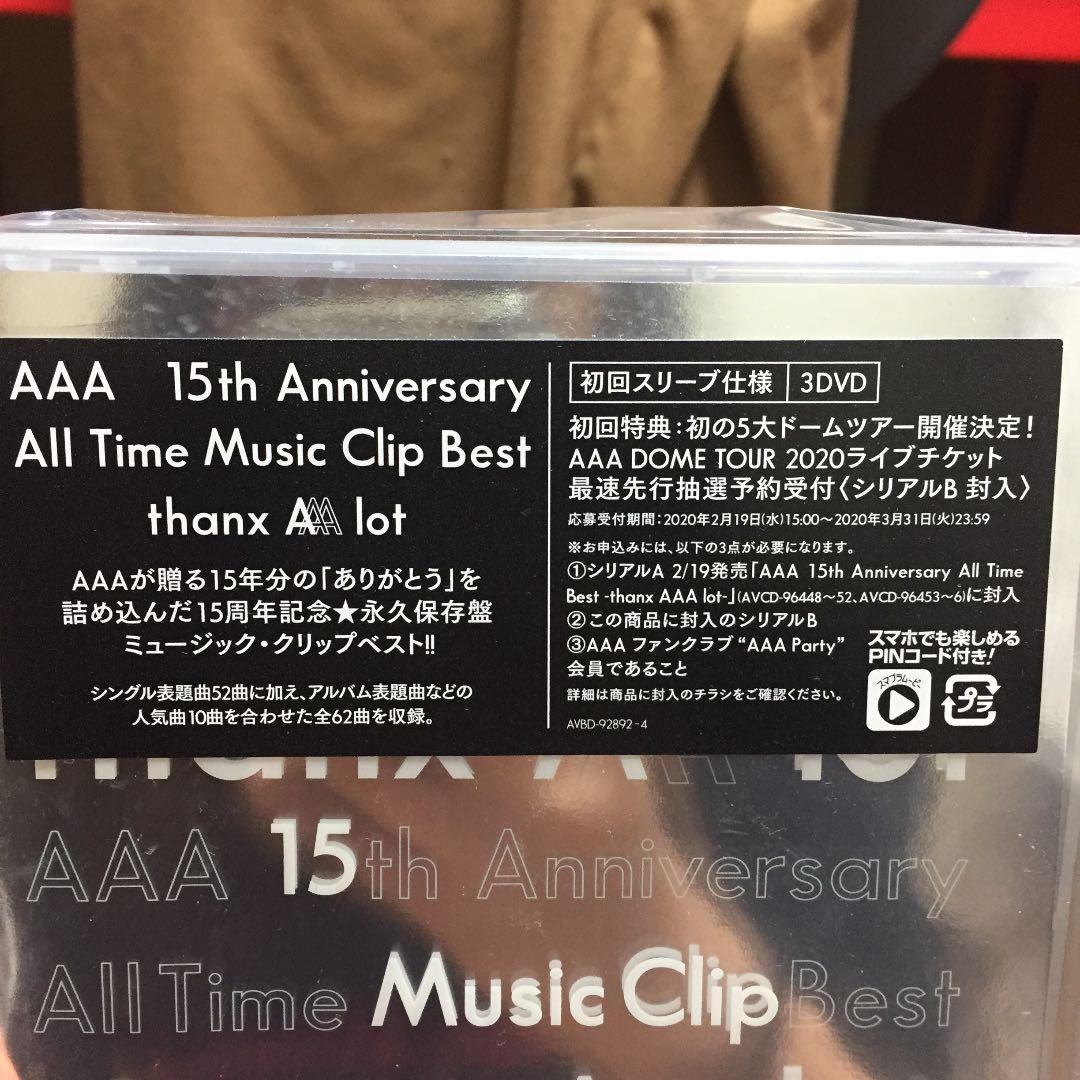 AAA 15th Anniversary
All Time Music Clip Best
thanx AAA lot
AAAが贈る15年分の「ありがとう」を
詰め込んだ15周年記念★永久保存盤
ミュージック・クリップベスト!!
シングル表題曲52曲に加え、アルバム表題曲などの
人気曲10曲を合わせた全62曲を収録。
初回スリーブ仕様 3DVD
初回特典:初の5大ドームツアー開催決定!
AAA DOME TOUR 2020ライブチケット
最速先行抽選予約受付〈シリアルB 封入〉
応募受付期間:2020年2月19日(水)15:00〜2020年3月31日(火)23:59
※お申込みには、以下の3点が必要になります。
①シリアルA 2/19発売「AAA 15th Anniversary All Time
Best -thanx AAA lot-」(AVCD-96448〜52、AVCD-96453〜6)に封入
②この商品に封入のシリアルB
③AAA ファンクラブ “AAA Party”
会員であること
詳細は商品に封入のチラシをご確認ください。
AVBD-92892-4
スマホでも楽しめる
PINコード付き!
スマプラムービー
プラ
thanx AAA lot
AAA 15th Anniversary
All Time Music Clip Best